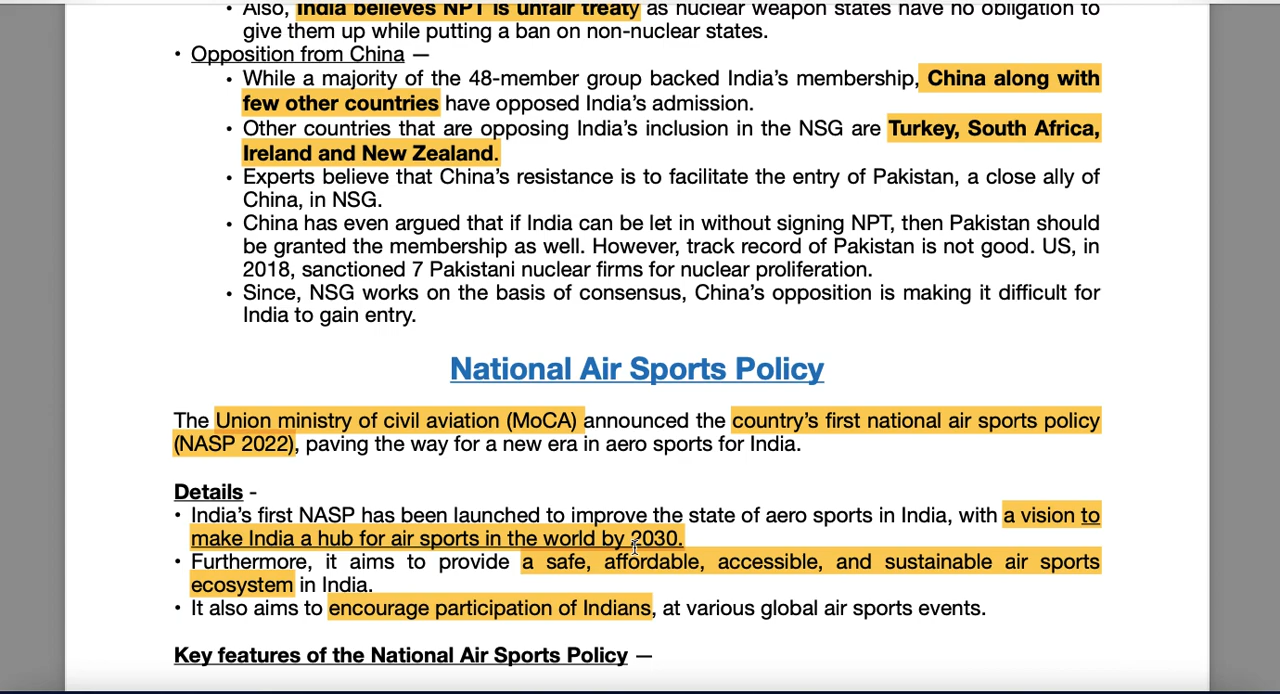 • Also, India believes NPT is unfair treaty as nuclear weapon states have no obligation to
give them up while putting a ban on non-nuclear states.
• Opposition from China —
• While a majority of the 48-member group backed India's membership, China along with
few other countries have opposed India's admission.
• Other countries that are opposing India's inclusion in the NSG are Turkey, South Africa,
Ireland and New Zealand.
• Experts believe that China's resistance is to facilitate the entry of Pakistan, a close ally of
China, in NSG.
• China has even argued that if India can be let in without signing NPT, then Pakistan should
be granted the membership as well. However, track record of Pakistan is not good. US, in
2018, sanctioned 7 Pakistani nuclear firms for nuclear proliferation.
• Since, NSG works on the basis of consensus, China's opposition is making it difficult for
India to gain entry.
National Air Sports Policy
The Union ministry of civil aviation (MoCA) announced the country's first national air sports policy
(NASP 2022), paving the way for a new era in aero sports for India.
Details -
• India's first NASP has been launched to improve the state of aero sports in India, with a vision to
make India a hub for air sports in the world by 2030.
• Furthermore, it aims to provide a safe, affordable, accessible, and sustainable air sports
ecosystem in India.
• It also aims to encourage participation of Indians, at various global air sports events.
Key features of the National Air Sports Policy —